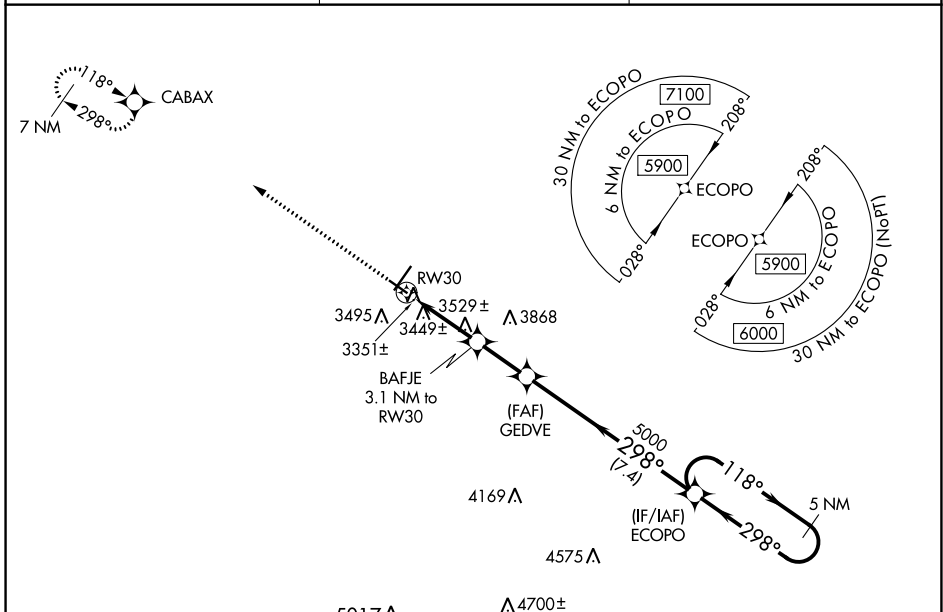 118°
298°
7 NM
CABAX
30 NM to ECOPO
7100
208°
6 NM to ECOPO
5900
ECOPO
028°
208°
ECOPO
5900
6 NM to ECOPO
028°
6000
30 NM to ECOPO (NoPT)
RW30
3495
3449±
3529±
3868
3351±
BAFJE
3.1 NM to
RW30
(FAF)
GEDVE
5000
298°
(7.4)
118°
5 NM
298°
(IF/IAF)
ECOPO
4169
4575
4700±